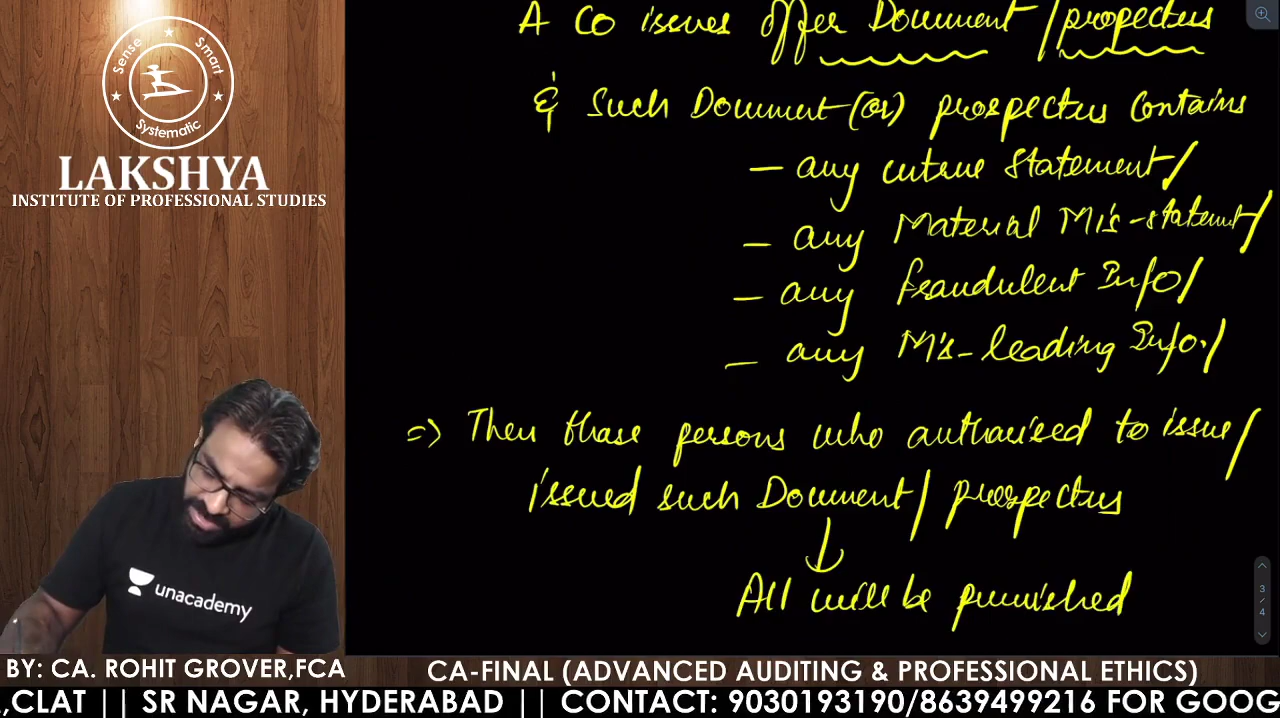 A Co issues offer Document / prospectus
& Such Document (or) prospectus Contains
– any untrue Statement /
– any Material Mis-statement /
– any fraudulent Info /
– any Mis-leading Info. /
=> Then those persons who authorised to issue /
issued such Document / prospectus
↓
All will be punished
Sense
Smart
Systematic
LAKSHYA
INSTITUTE OF PROFESSIONAL STUDIES
unacademy
3
/
4
BY: CA. ROHIT GROVER,FCA
CA-FINAL (ADVANCED AUDITING & PROFESSIONAL ETHICS)
,CLAT || SR NAGAR, HYDERABAD || CONTACT: 9030193190/8639499216 FOR GOOG